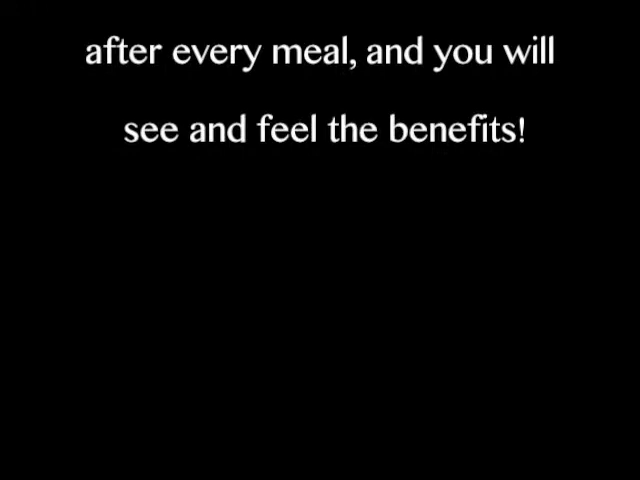 after every meal, and you will
see and feel the benefits!